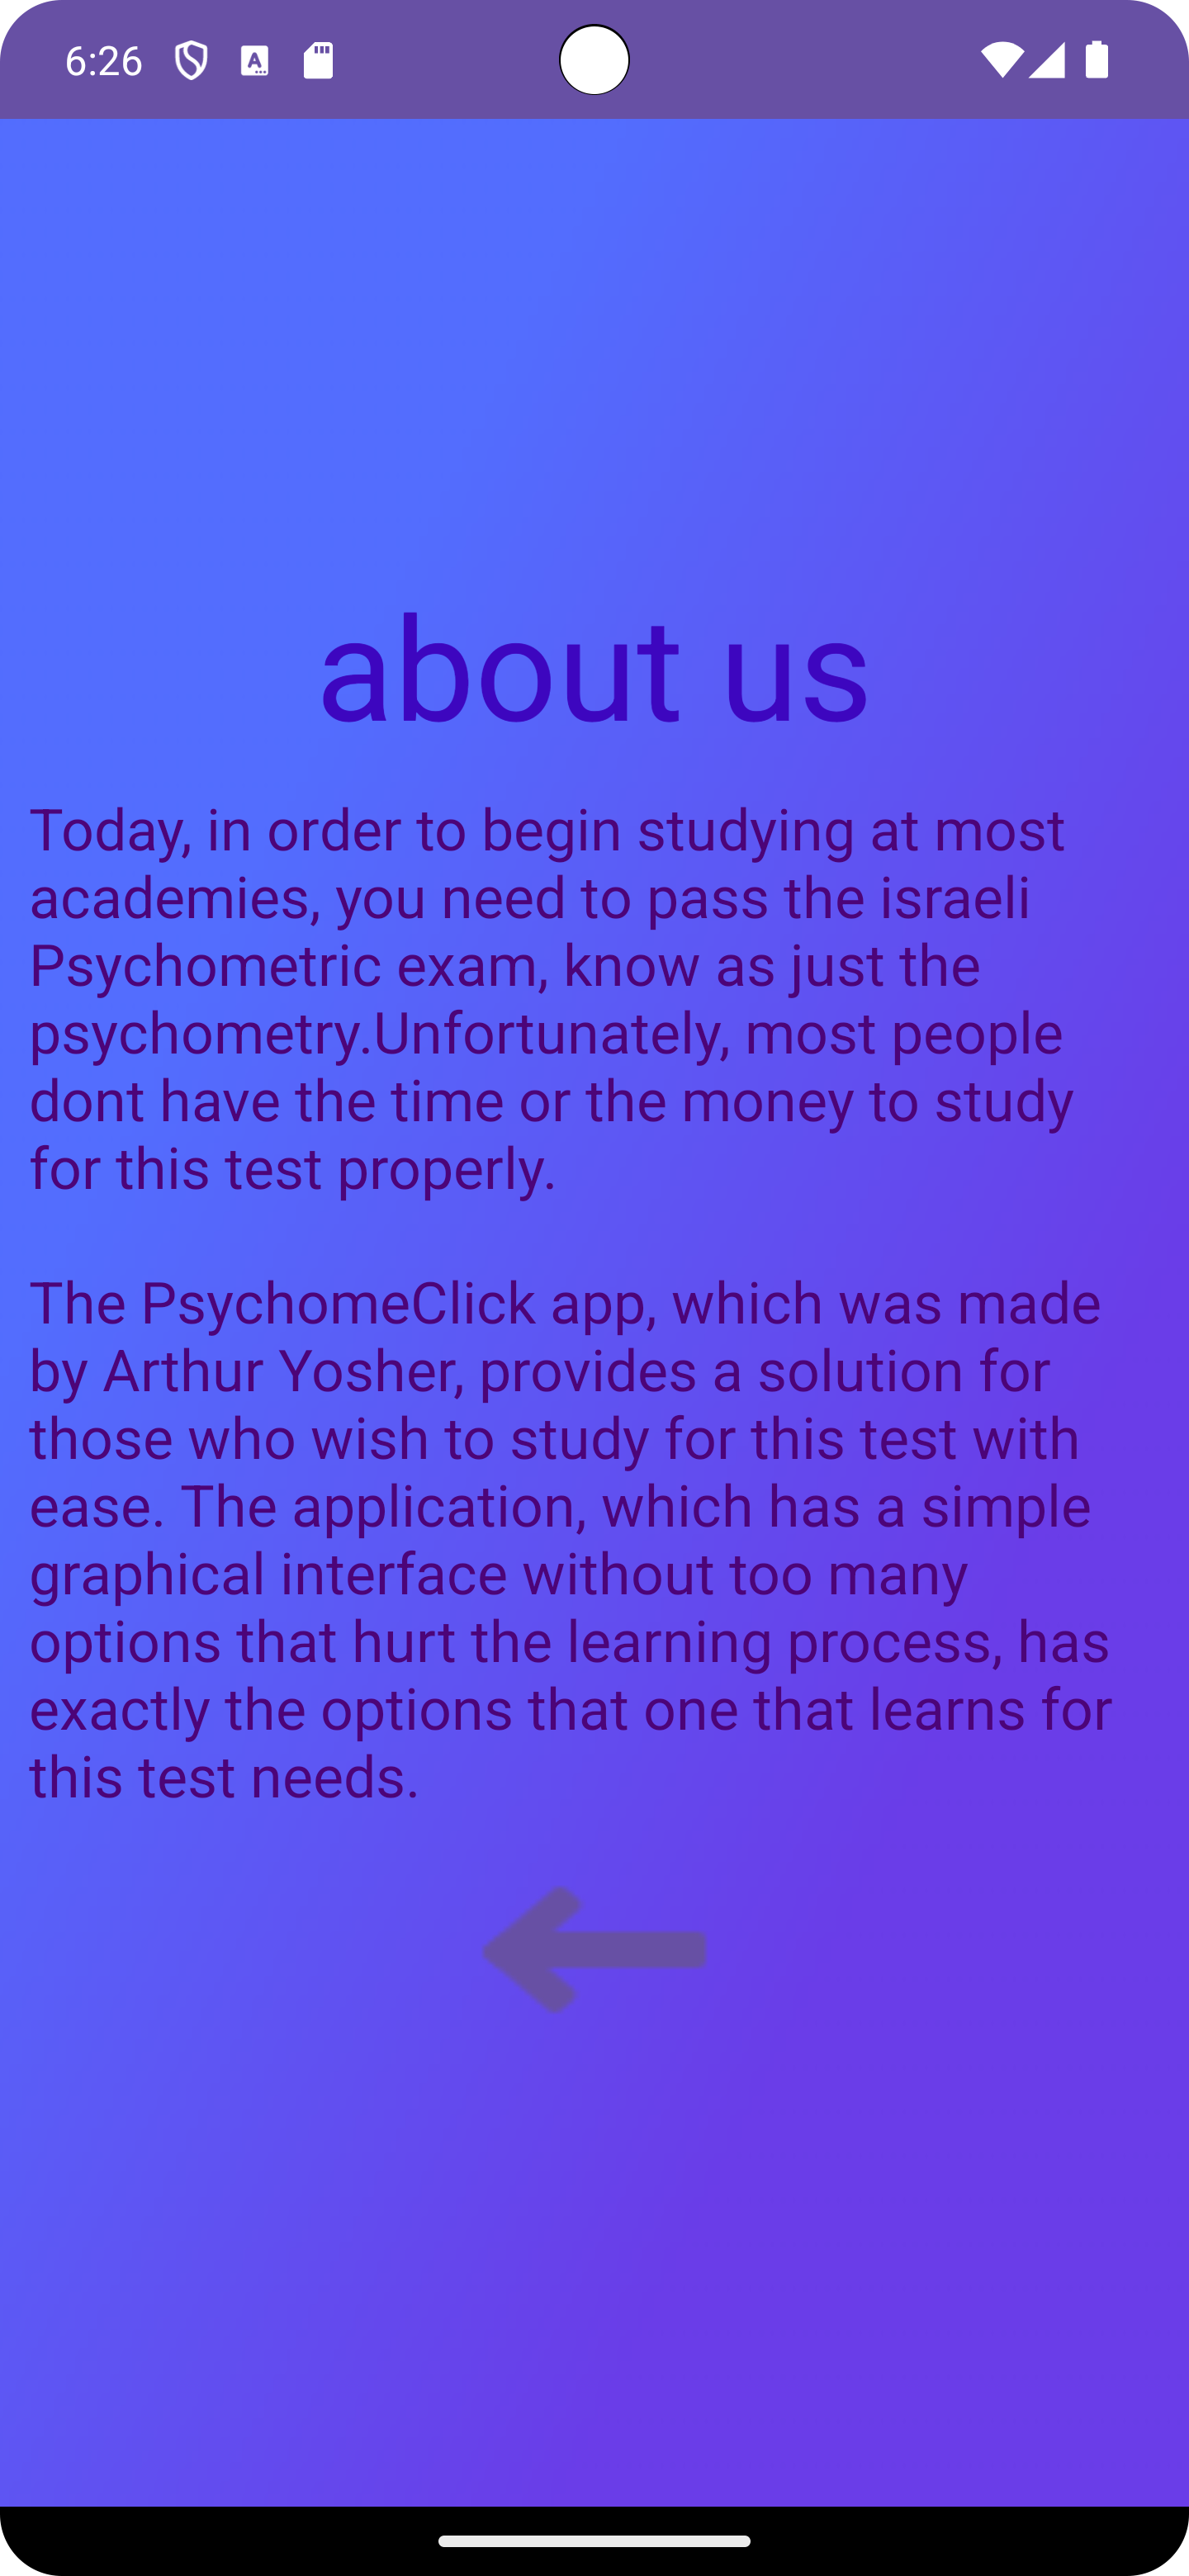 6:26
about us
Today, in order to begin studying at most
academies, you need to pass the israeli
Psychometric exam, know as just the
psychometry.Unfortunately, most people
dont have the time or the money to study
for this test properly.
The PsychomeClick app, which was made
by Arthur Yosher, provides a solution for
those who wish to study for this test with
ease. The application, which has a simple
graphical interface without too many
options that hurt the learning process, has
exactly the options that one that learns for
this test needs.